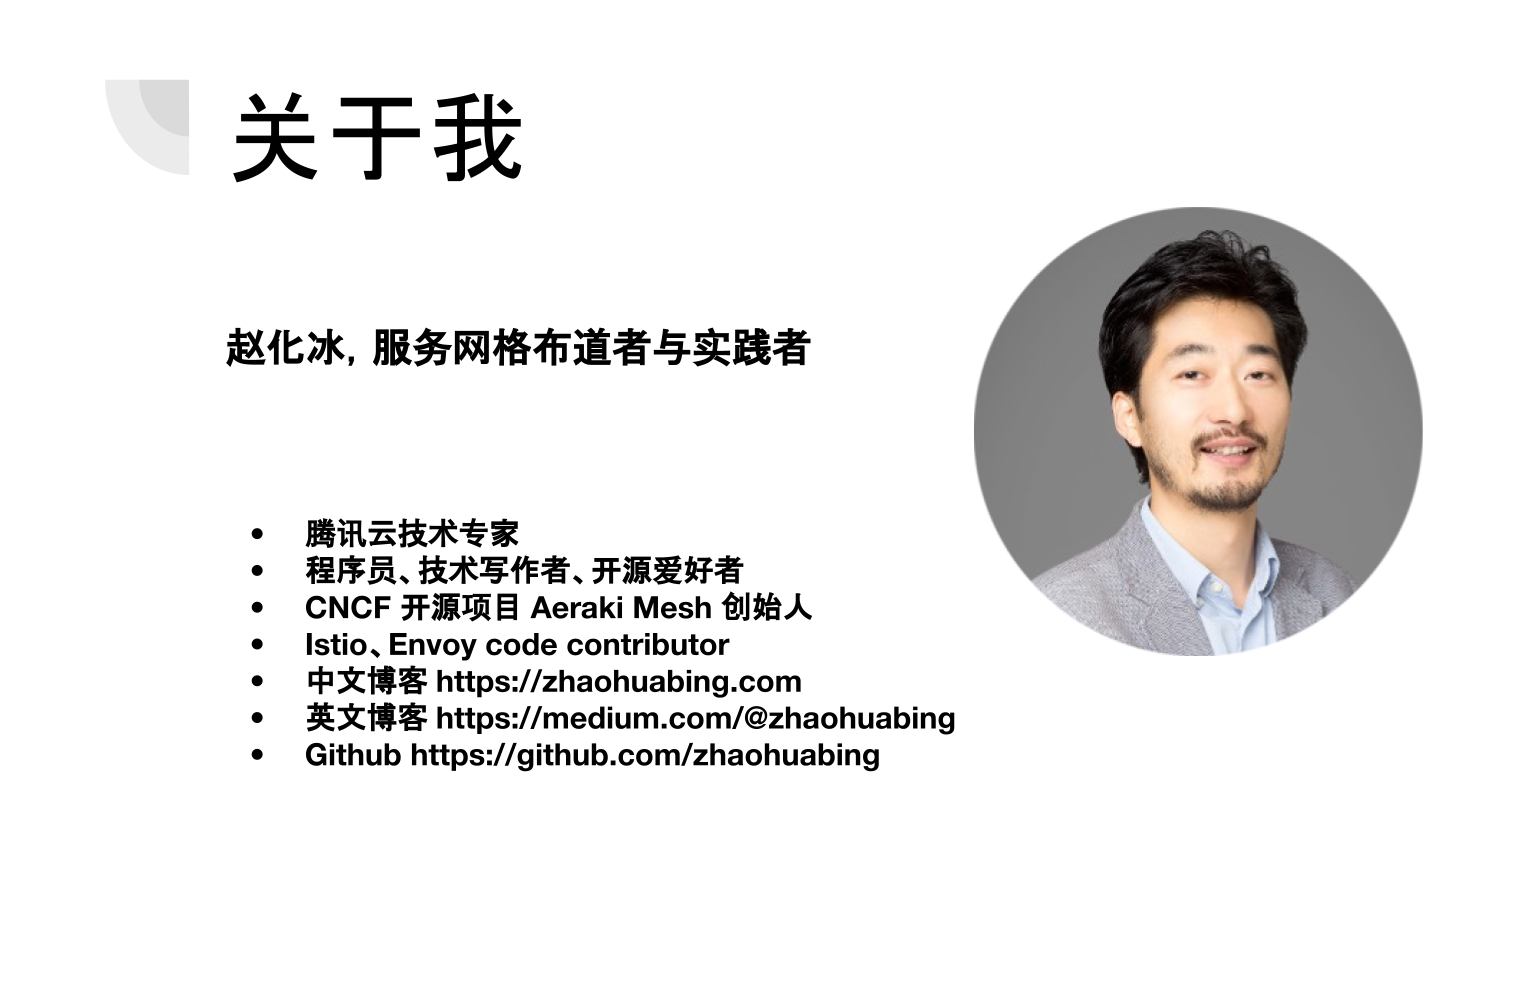 关于我
赵化冰, 服务网格布道者与实践者
• 腾讯云技术专家
• 程序员、技术写作者、开源爱好者
• CNCF 开源项目 Aeraki Mesh 创始人
• Istio、Envoy code contributor
• 中文博客 https://zhaohuabing.com
• 英文博客 https://medium.com/@zhaohuabing
• Github https://github.com/zhaohuabing